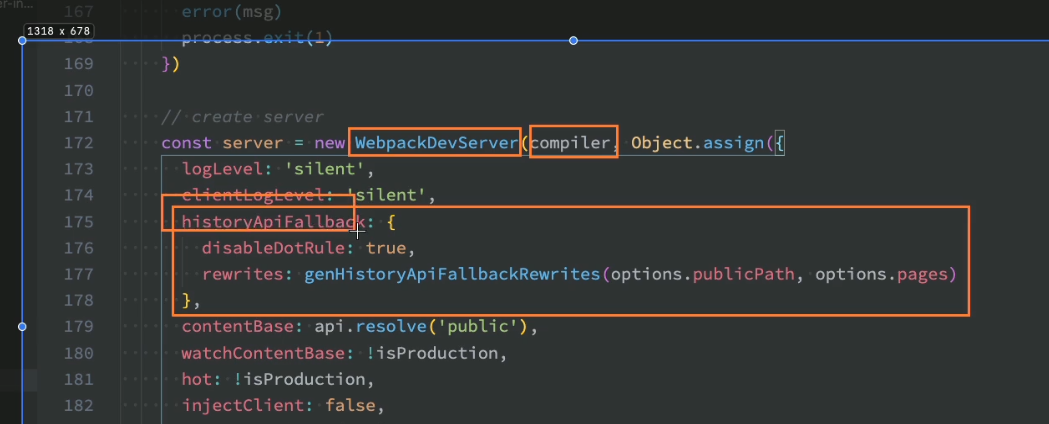 er-in...
167 error(msg)
1318 x 678
168 process.exit(1)
169 })
170
171 // create server
172 const server = new WebpackDevServer(compiler, Object.assign({
173 logLevel: 'silent',
174 clientLogLevel: 'silent',
175 historyApiFallback: {
176 disableDotRule: true,
177 rewrites: genHistoryApiFallbackRewrites(options.publicPath, options.pages)
178 },
179 contentBase: api.resolve('public'),
180 watchContentBase: !isProduction,
181 hot: !isProduction,
182 injectClient: false,